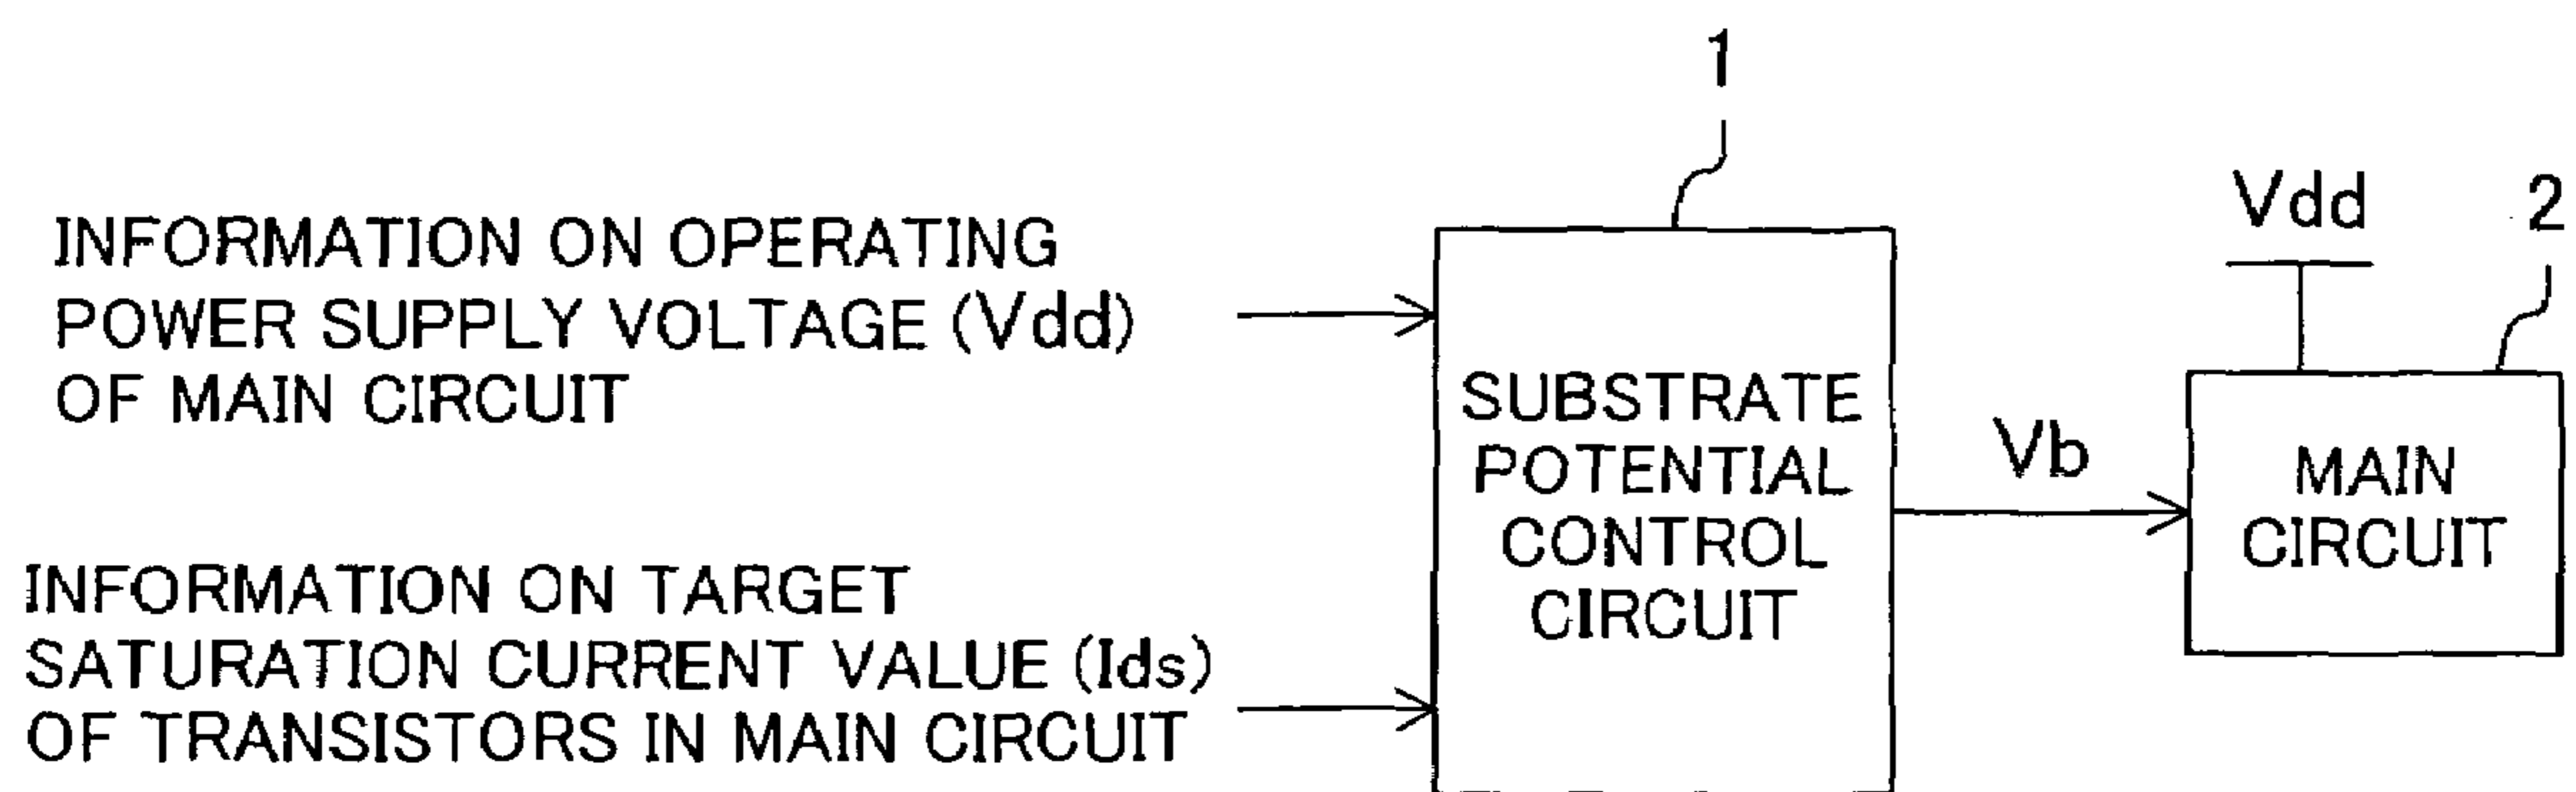 1
INFORMATION ON OPERATING
POWER SUPPLY VOLTAGE (Vdd)
OF MAIN CIRCUIT
INFORMATION ON TARGET
SATURATION CURRENT VALUE (Ids)
OF TRANSISTORS IN MAIN CIRCUIT
SUBSTRATE
POTENTIAL
CONTROL
CIRCUIT
Vb
Vdd
2
MAIN
CIRCUIT